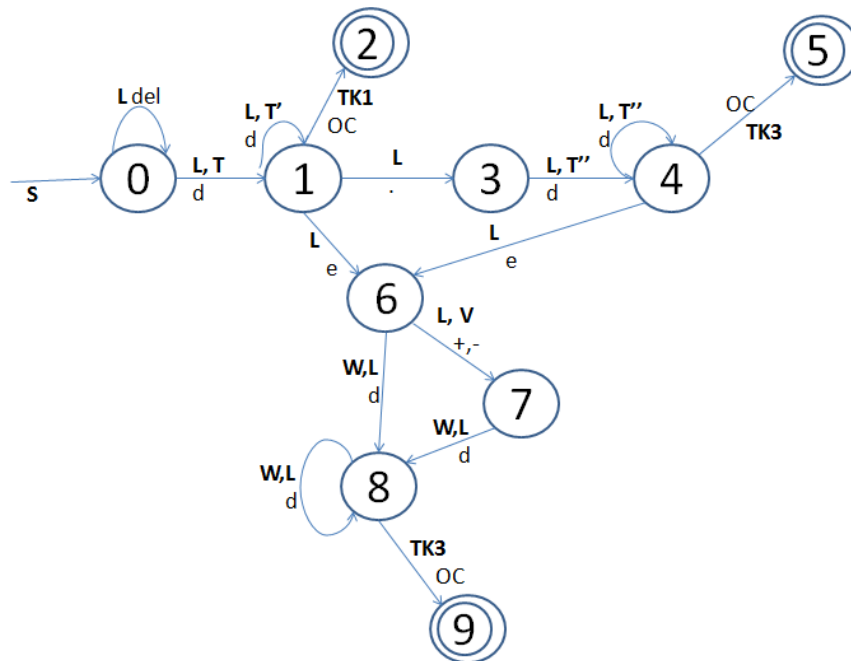 2
5
L del
TK1
OC
L, T'
d
L, T''
d
OC
TK3
S
0
L, T
d
1
L
.
3
L, T''
d
4
L
e
L
e
6
L, V
+,-
W,L
d
7
W,L
d
W,L
d
8
TK3
OC
9